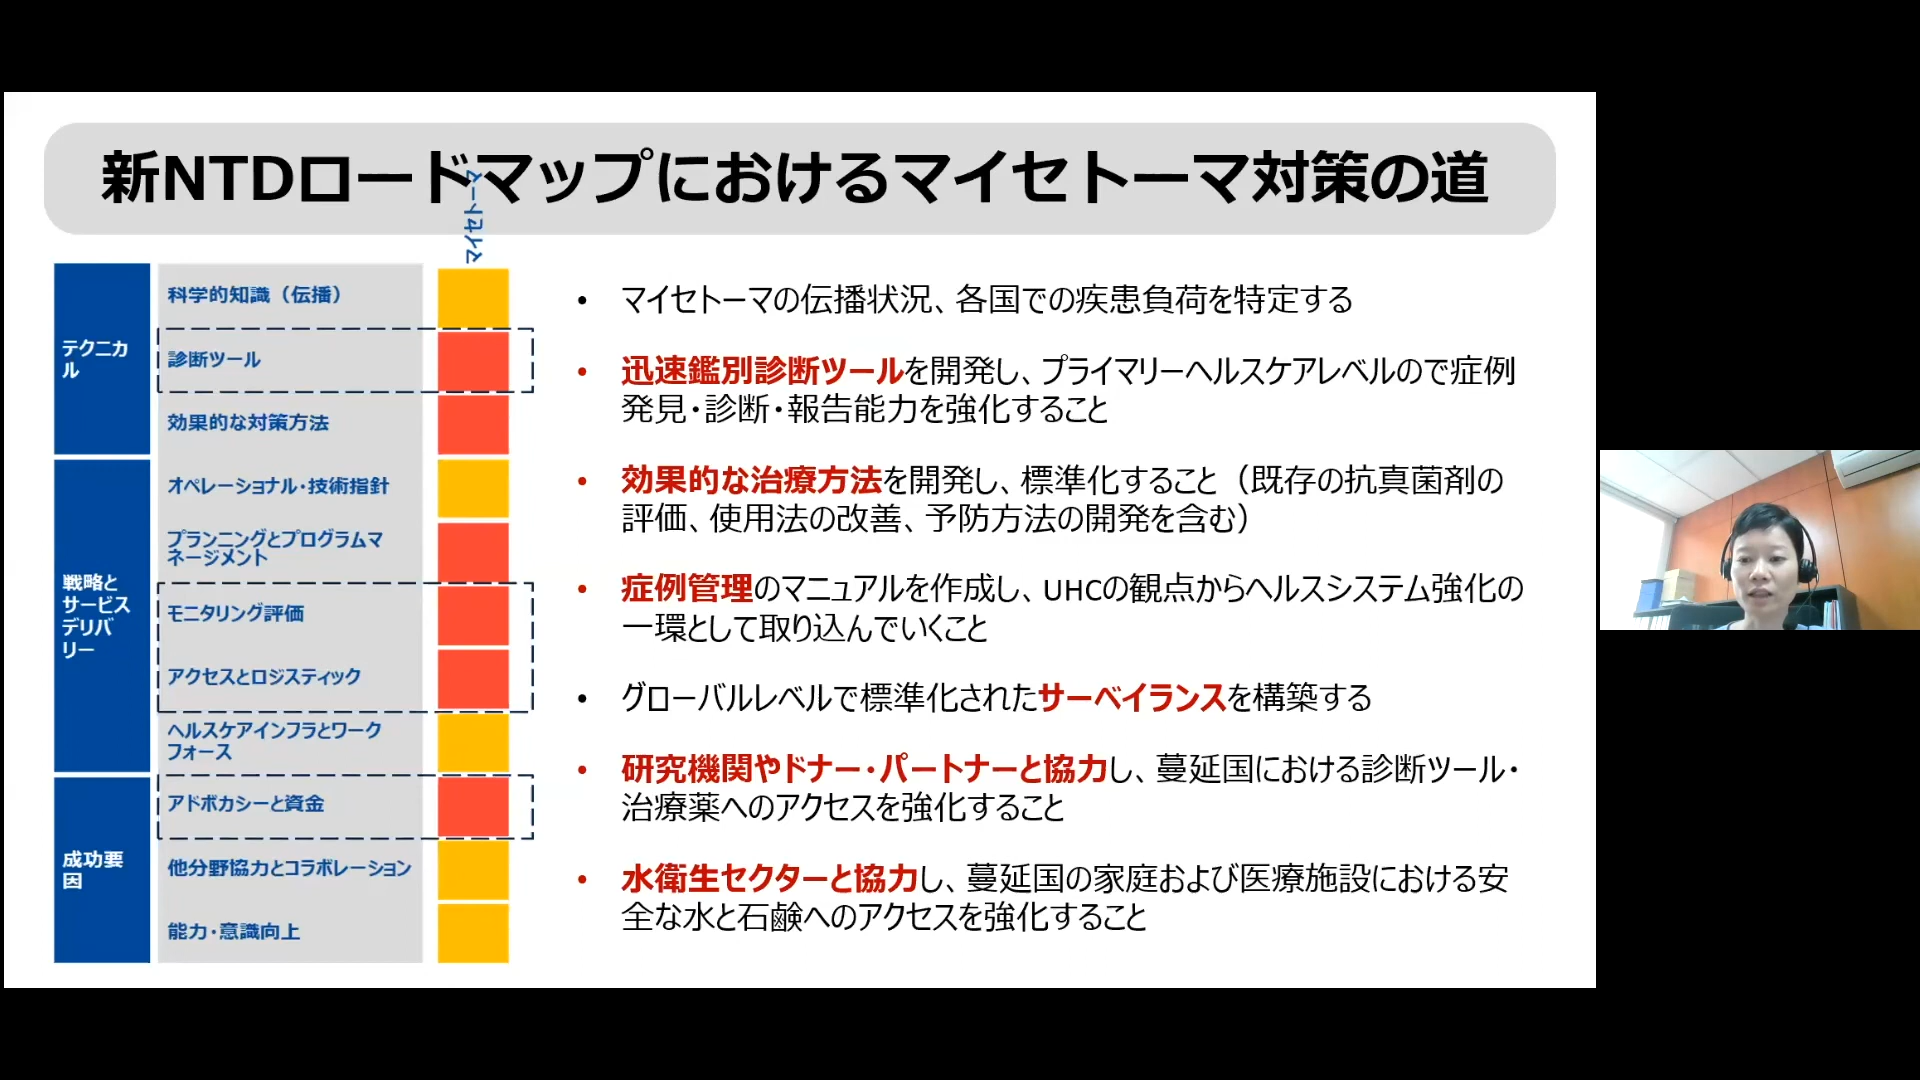 新NTDロードマップにおけるマイセトーマ対策の道
マイセトーマ
テクニカ
ル
科学的知識（伝播）
診断ツール
効果的な対策方法
戦略と
サービス
デリバ
リー
オペレーショナル・技術指針
プランニングとプログラムマ
ネージメント
モニタリング評価
アクセスとロジスティック
ヘルスケアインフラとワーク
フォース
成功要
因
アドボカシーと資金
他分野協力とコラボレーション
能力・意識向上
• マイセトーマの伝播状況、各国での疾患負荷を特定する
• 迅速鑑別診断ツールを開発し、プライマリーヘルスケアレベルので症例
発見・診断・報告能力を強化すること
• 効果的な治療方法を開発し、標準化すること（既存の抗真菌剤の
評価、使用法の改善、予防方法の開発を含む）
• 症例管理のマニュアルを作成し、UHCの観点からヘルスシステム強化の
一環として取り込んでいくこと
• グローバルレベルで標準化されたサーベイランスを構築する
• 研究機関やドナー・パートナーと協力し、蔓延国における診断ツール・
治療薬へのアクセスを強化すること
• 水衛生セクターと協力し、蔓延国の家庭および医療施設における安
全な水と石鹸へのアクセスを強化すること